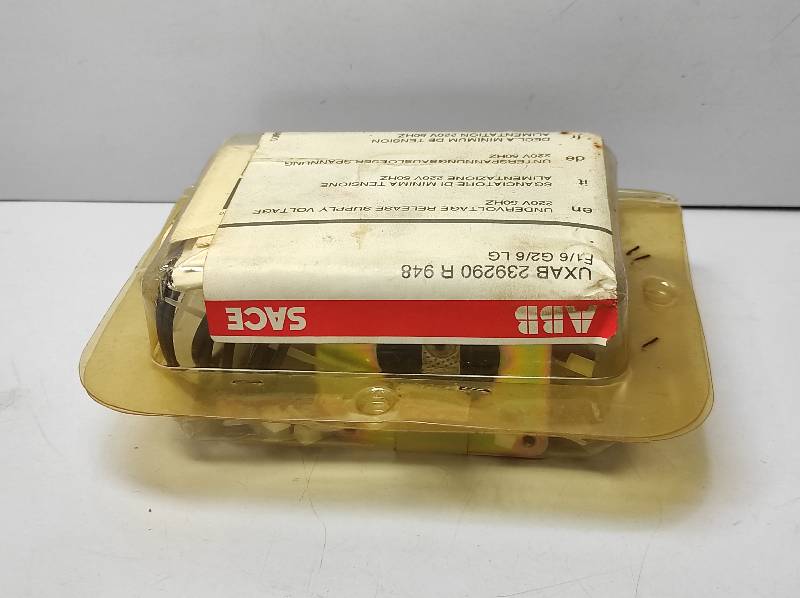 ABB SACE
UXAB 239290 R 948
E1/6 G2/6 LG
en UNDERVOLTAGE RELEASE SUPPLY VOLTAGE
220V 50HZ
it SGANCIATORE DI MINIMA TENSIONE
ALIMENTAZIONE 220V 50HZ
de UNTERSPANNUNGSAUSLOESER SPANNUNG
220V 50HZ
fr DECL.A MINIMUM DE TENSION
ALIMENTATION 220V 50HZ